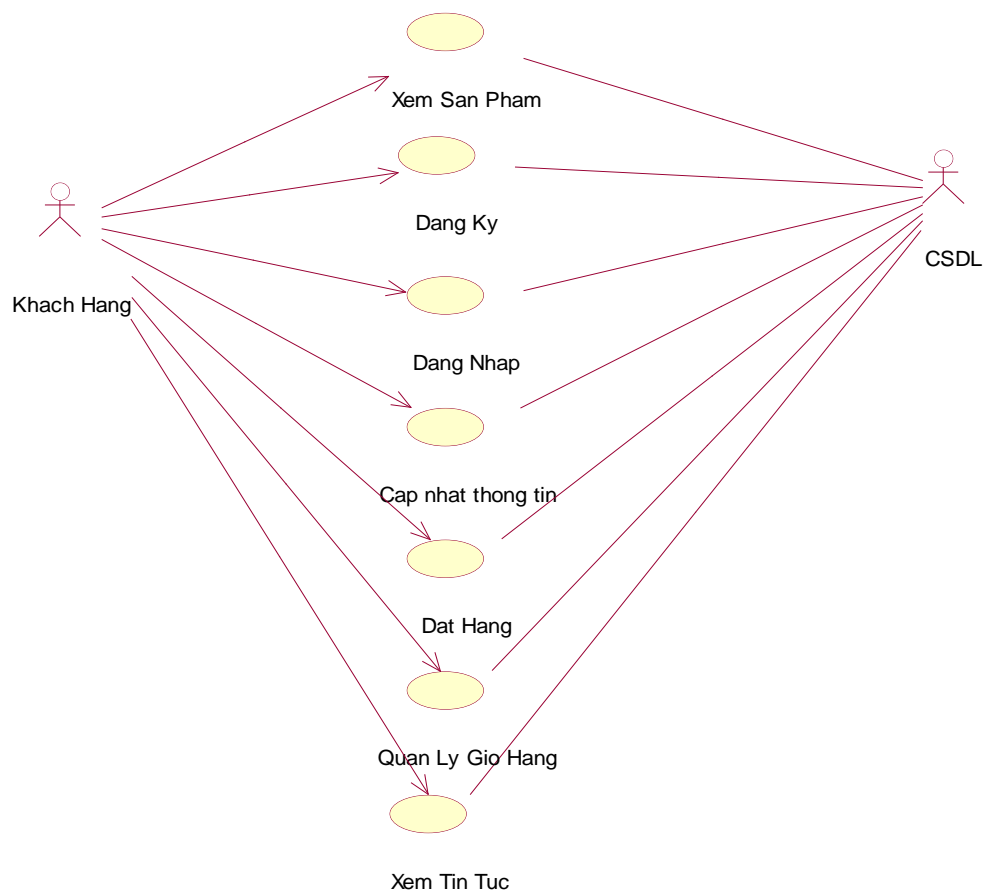 Xem San Pham
Dang Ky
CSDL
Khach Hang
Dang Nhap
Cap nhat thong tin
Dat Hang
Quan Ly Gio Hang
Xem Tin Tuc